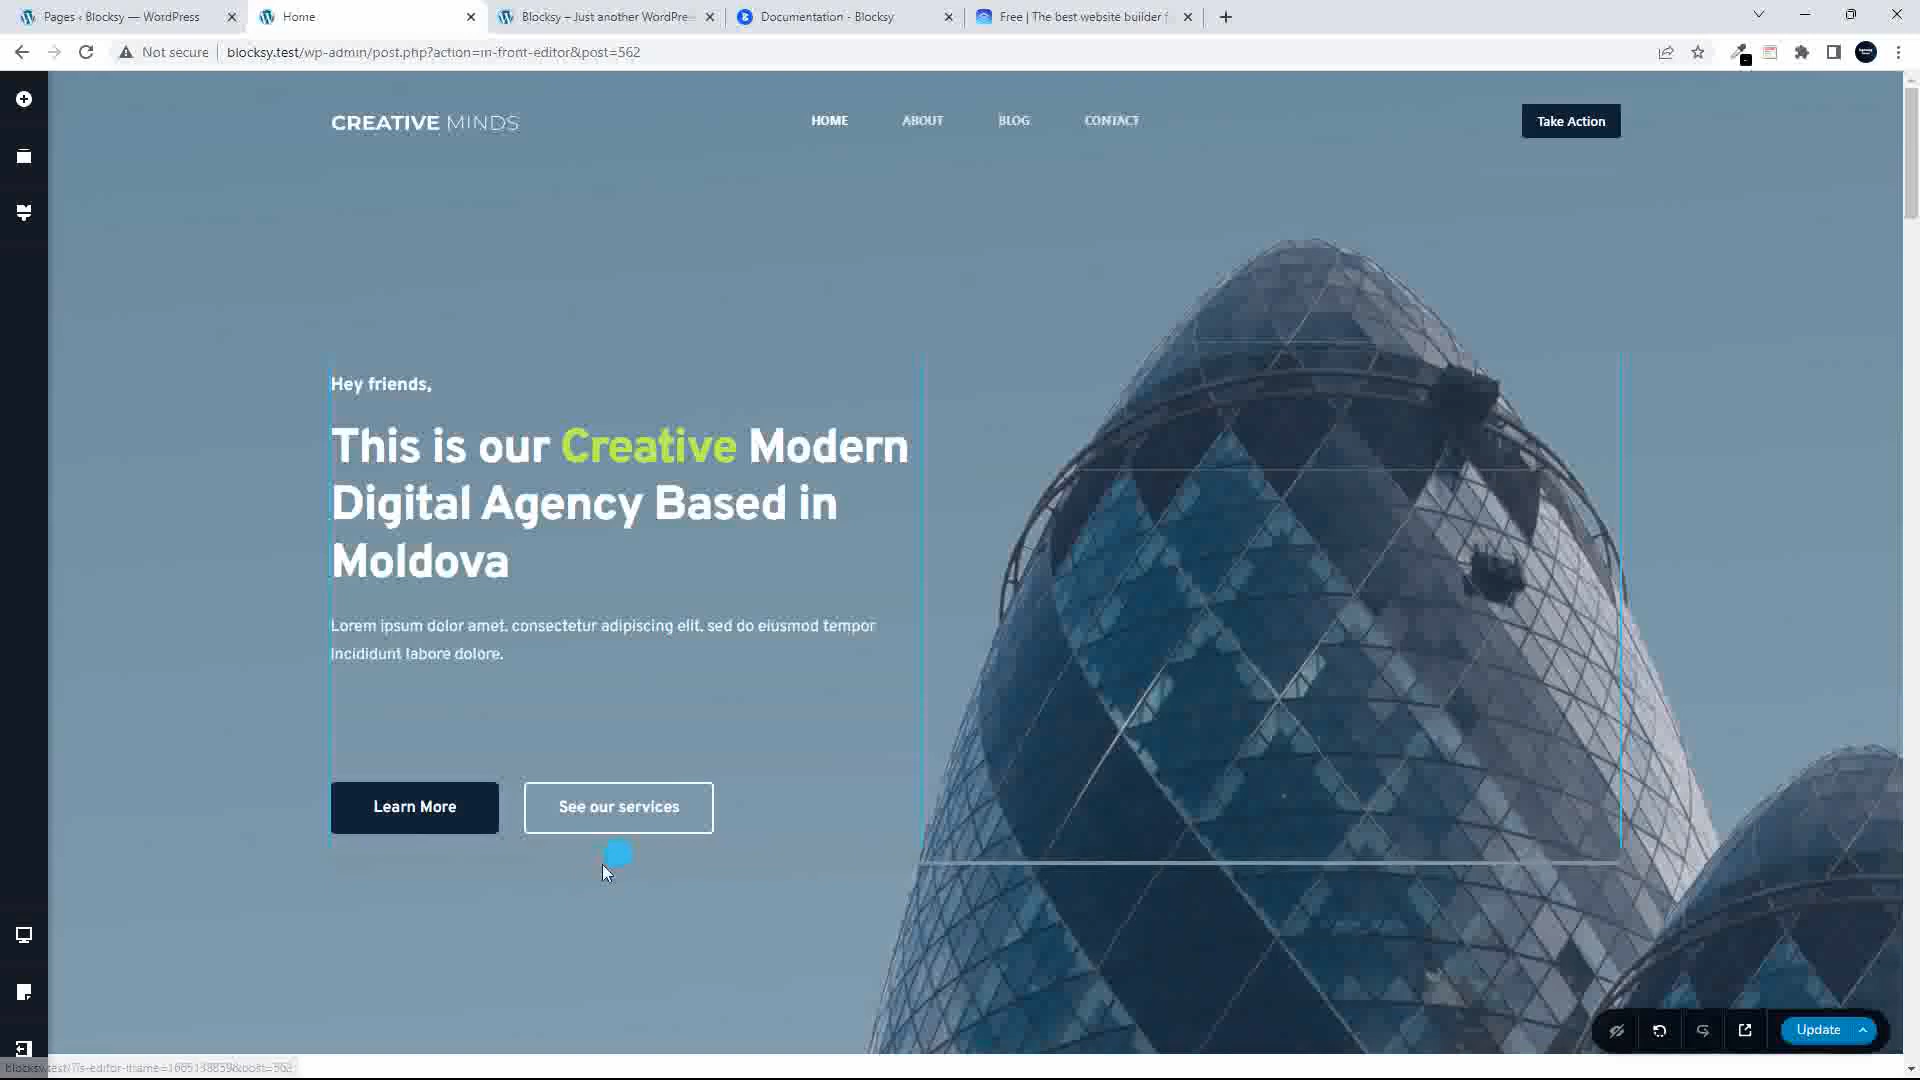 Pages ‹ Blocksy — WordPress
Home
Blocksy – Just another WordPre
Documentation - Blocksy
Free | The best website builder f
Not secure
blocksy.test/wp-admin/post.php?action=in-front-editor&post=562
CREATIVE MINDS
HOME
ABOUT
BLOG
CONTACT
Take Action
Hey friends,
This is our Creative Modern
Digital Agency Based in
Moldova
Lorem ipsum dolor amet, consectetur adipiscing elit, sed do eiusmod tempor
incididunt labore dolore.
Learn More
See our services
Update